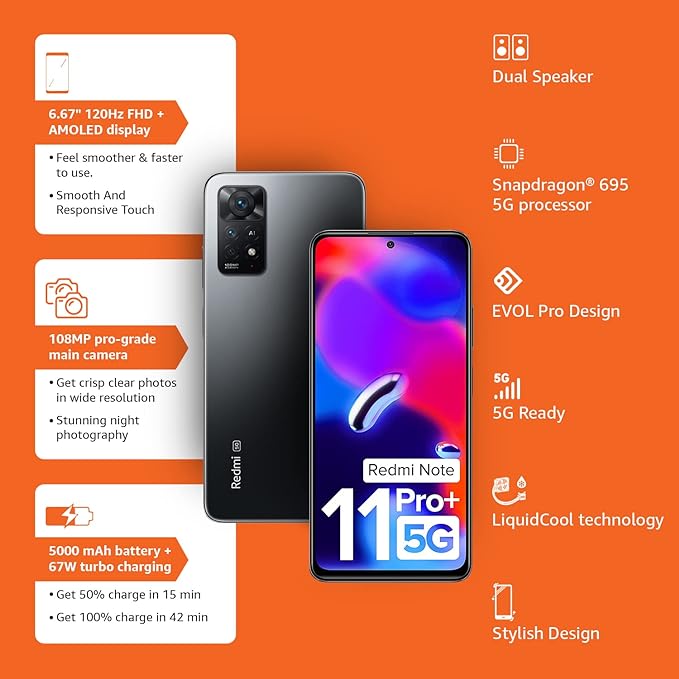 6.67" 120Hz FHD +
AMOLED display
• Feel smoother & faster
to use.
• Smooth And
Responsive Touch
108MP pro-grade
main camera
• Get crisp clear photos
in wide resolution
• Stunning night
photography
5000 mAh battery +
67W turbo charging
• Get 50% charge in 15 min
• Get 100% charge in 42 min
AI
108MP
Redmi 5G
Redmi Note
11 Pro+
5G
Dual Speaker
Snapdragon® 695
5G processor
EVOL Pro Design
5G
5G Ready
LiquidCool technology
Stylish Design